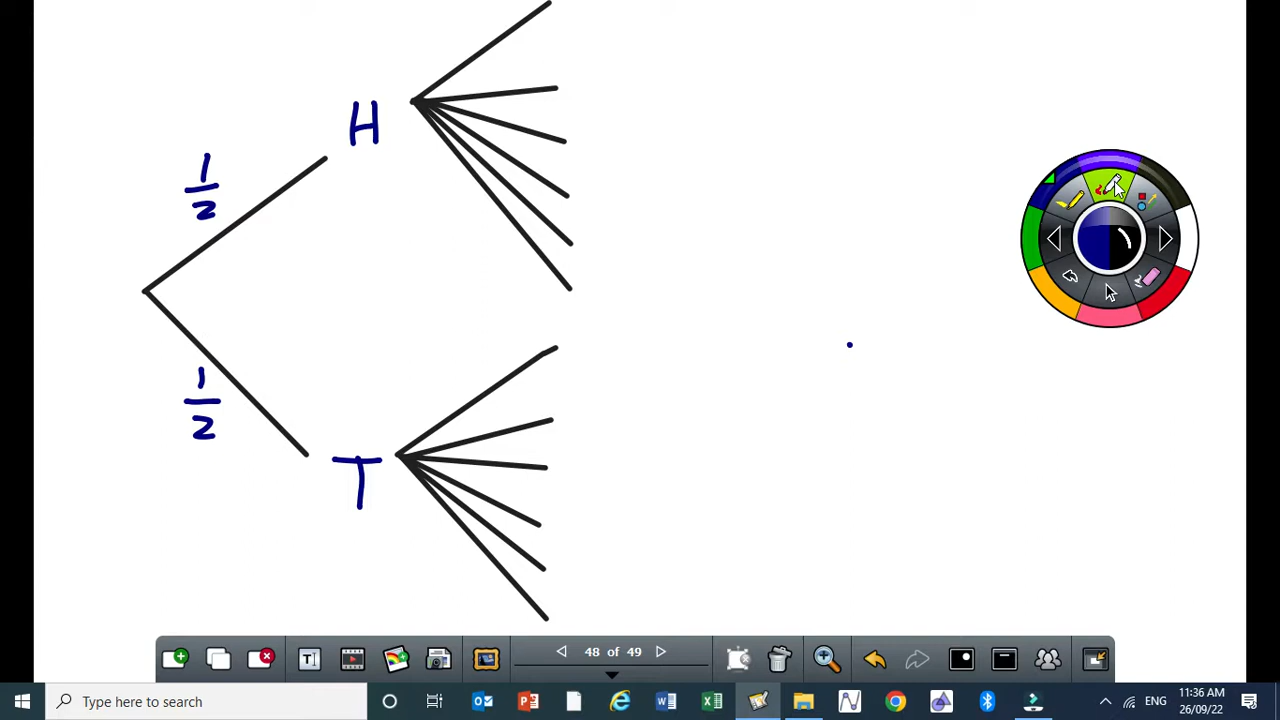 H
1
2
1
2
T
48 of 49
Type here to search
ENG
11:36 AM
26/09/22